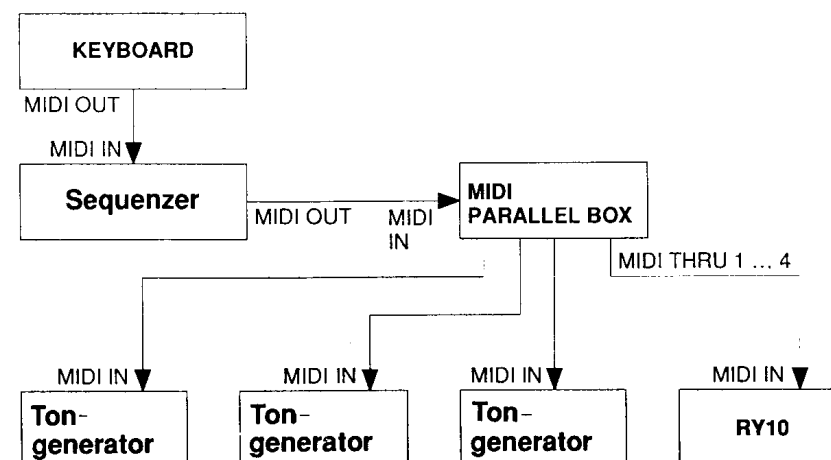 KEYBOARD
MIDI OUT
MIDI IN
Sequenzer
MIDI OUT
MIDI
IN
MIDI
PARALLEL BOX
MIDI THRU 1 ... 4
MIDI IN
MIDI IN
MIDI IN
MIDI IN
Ton-
generator
Ton-
generator
Ton-
generator
RY10